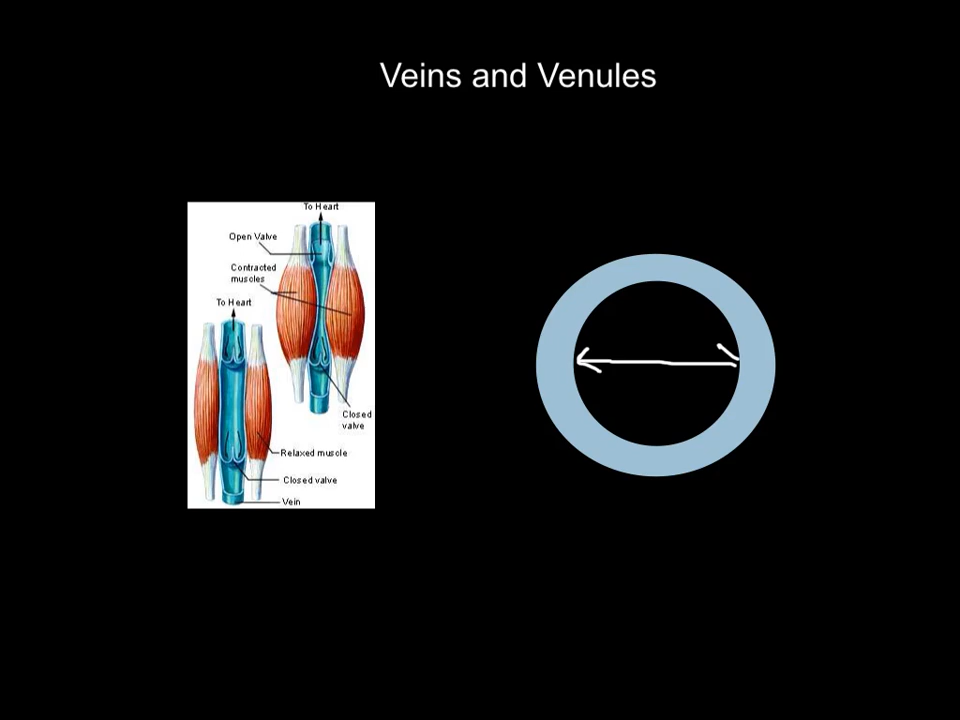 Veins and Venules
To Heart
Open Valve
Contracted
muscles
To Heart
Closed
valve
Relaxed muscle
Closed valve
Vein